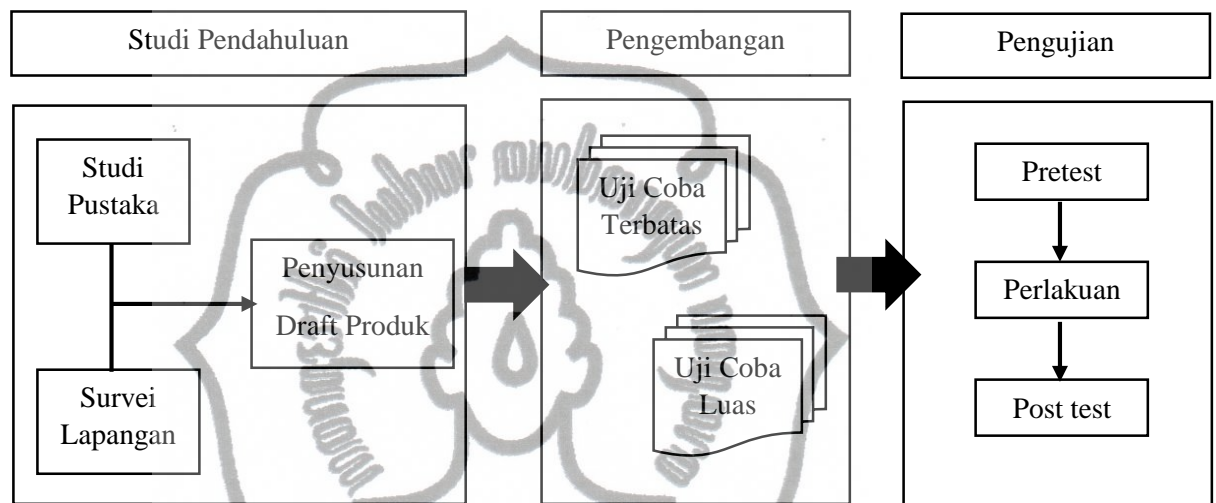 Studi Pendahuluan
Pengembangan
Pengujian
Studi
Pustaka
Penyusunan
Draft Produk
Survei
Lapangan
Uji Coba
Terbatas
Uji Coba
Luas
Pretest
Perlakuan
Post test